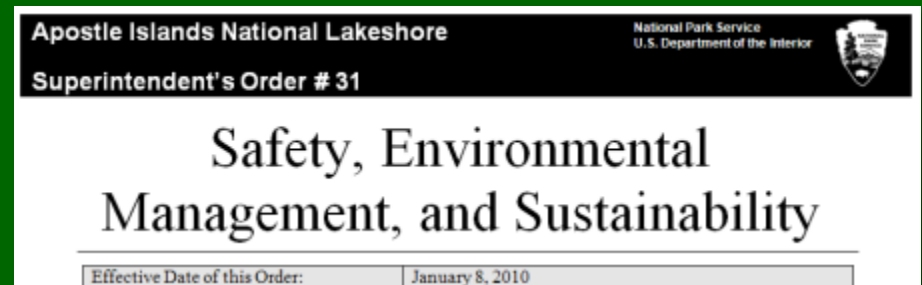 Apostle Islands National Lakeshore
National Park Service
U.S. Department of the Interior
Superintendent's Order # 31
Safety, Environmental
Management, and Sustainability
Effective Date of this Order: January 8, 2010